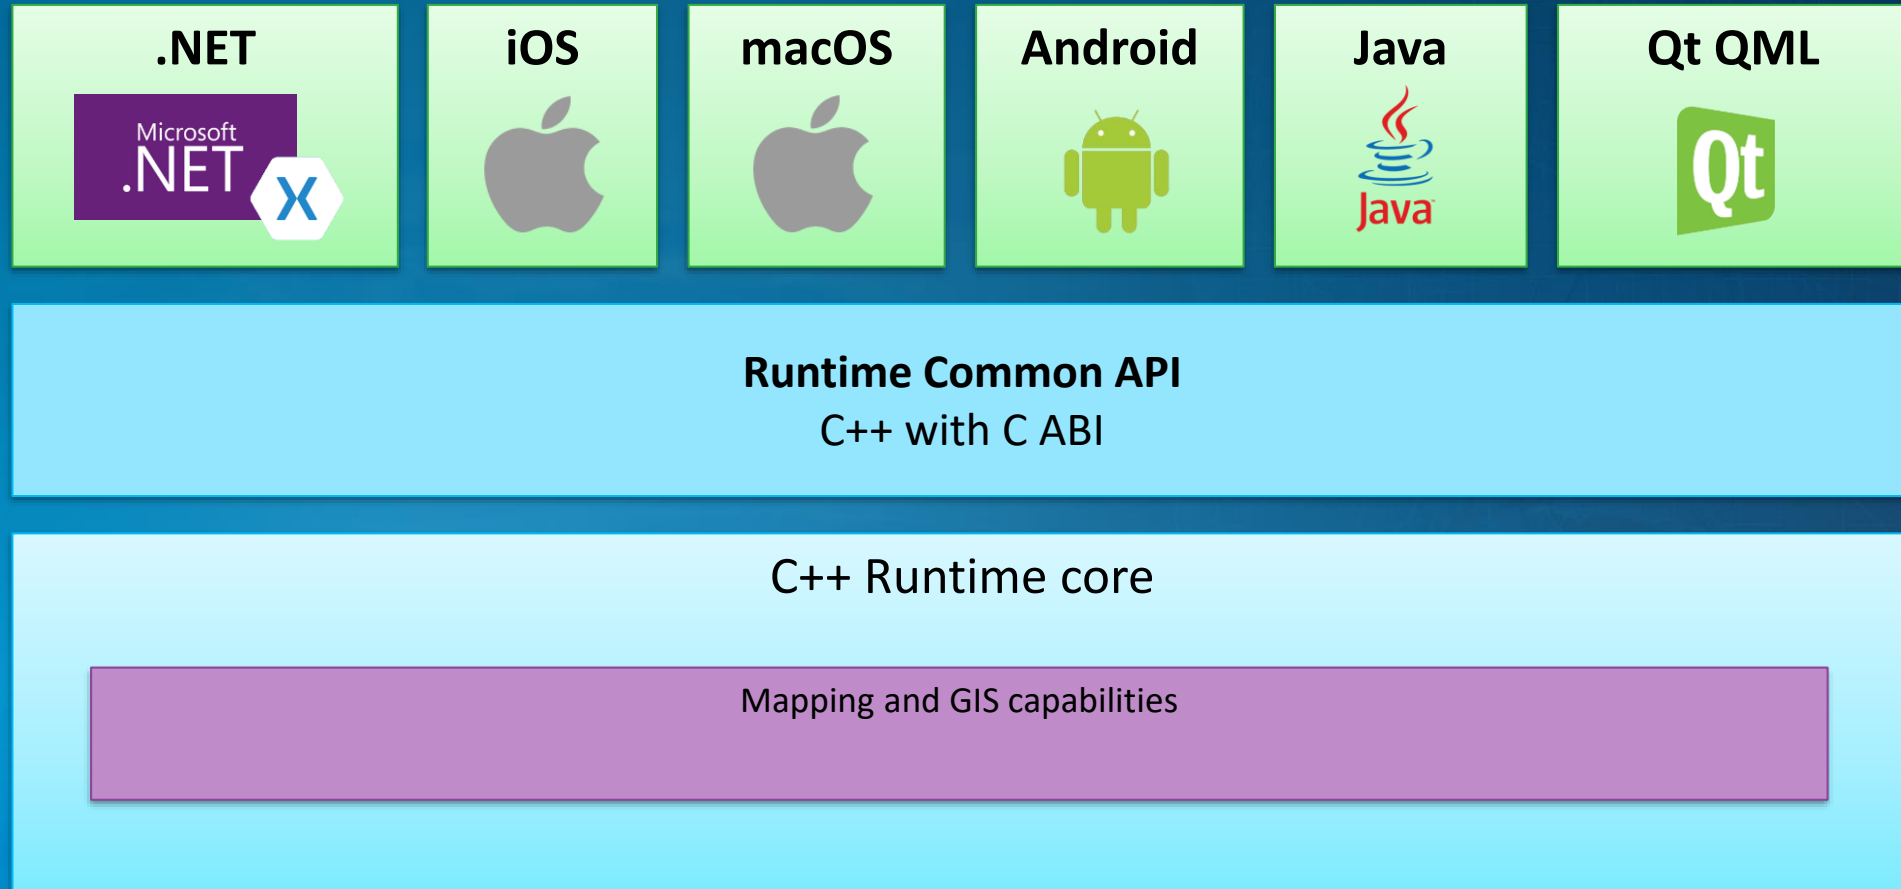 .NET
iOS
macOS
Android
Java
Qt QML
Microsoft
.NET
X
Java
Qt
Runtime Common API
C++ with C ABI
C++ Runtime core
Mapping and GIS capabilities